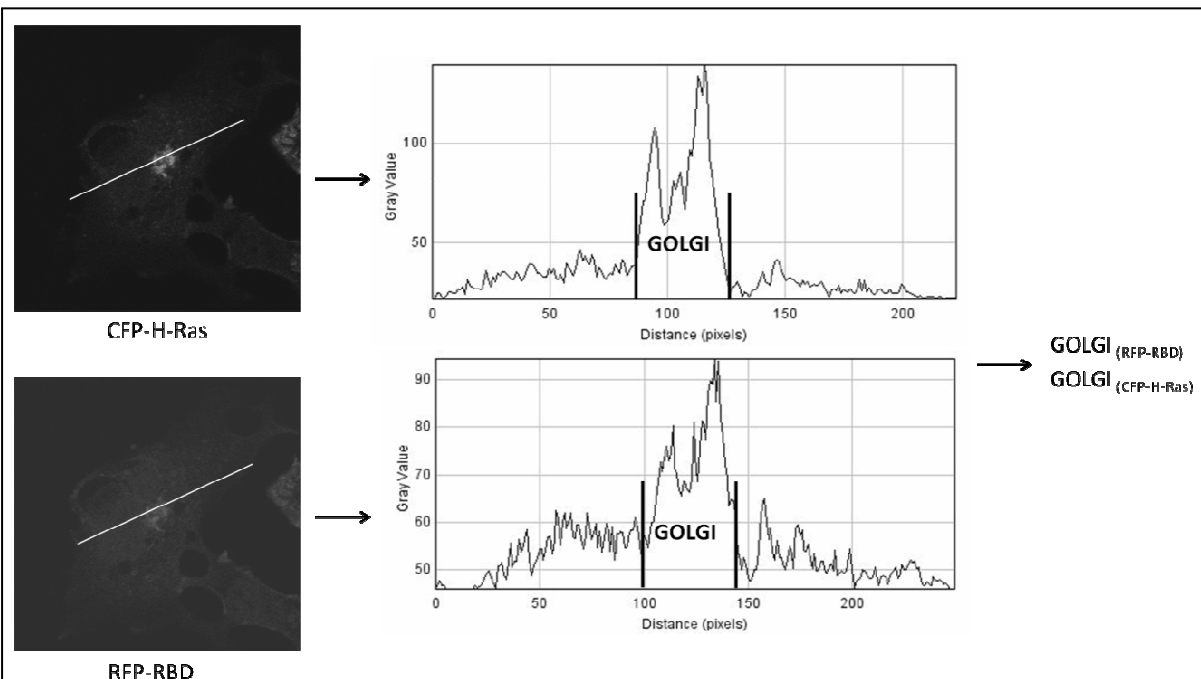 CFP-H-Ras
Gray Value
100
50
GOLGI
0
50
100
150
200
Distance (pixels)
RFP-RBD
Gray Value
90
80
70
60
50
GOLGI
0
50
100
150
200
Distance (pixels)
GOLGI (RFP-RBD)
GOLGI (CFP-H-Ras)